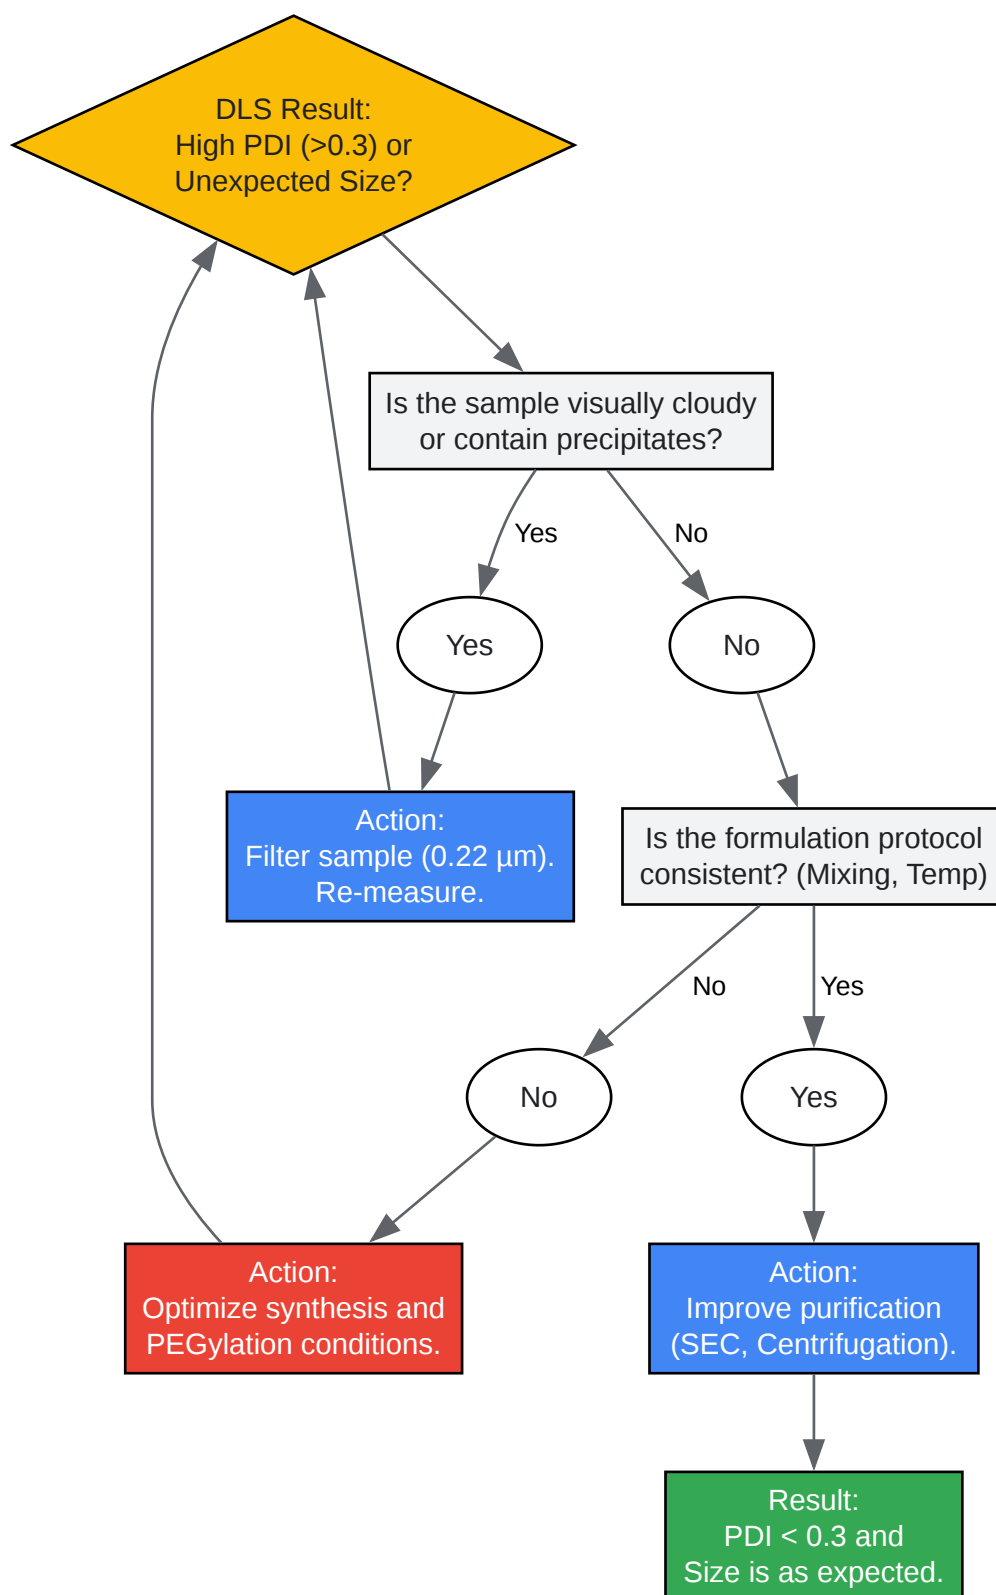 DLS Result:
High PDI (>0.3) or
Unexpected Size?
Is the sample visually cloudy
or contain precipitates?
Yes
No
Yes
No
Action:
Filter sample (0.22 µm).
Re-measure.
Is the formulation protocol
consistent? (Mixing, Temp)
No
Yes
No
Yes
Action:
Optimize synthesis and
PEGylation conditions.
Action:
Improve purification
(SEC, Centrifugation).
Result:
PDI < 0.3 and
Size is as expected.